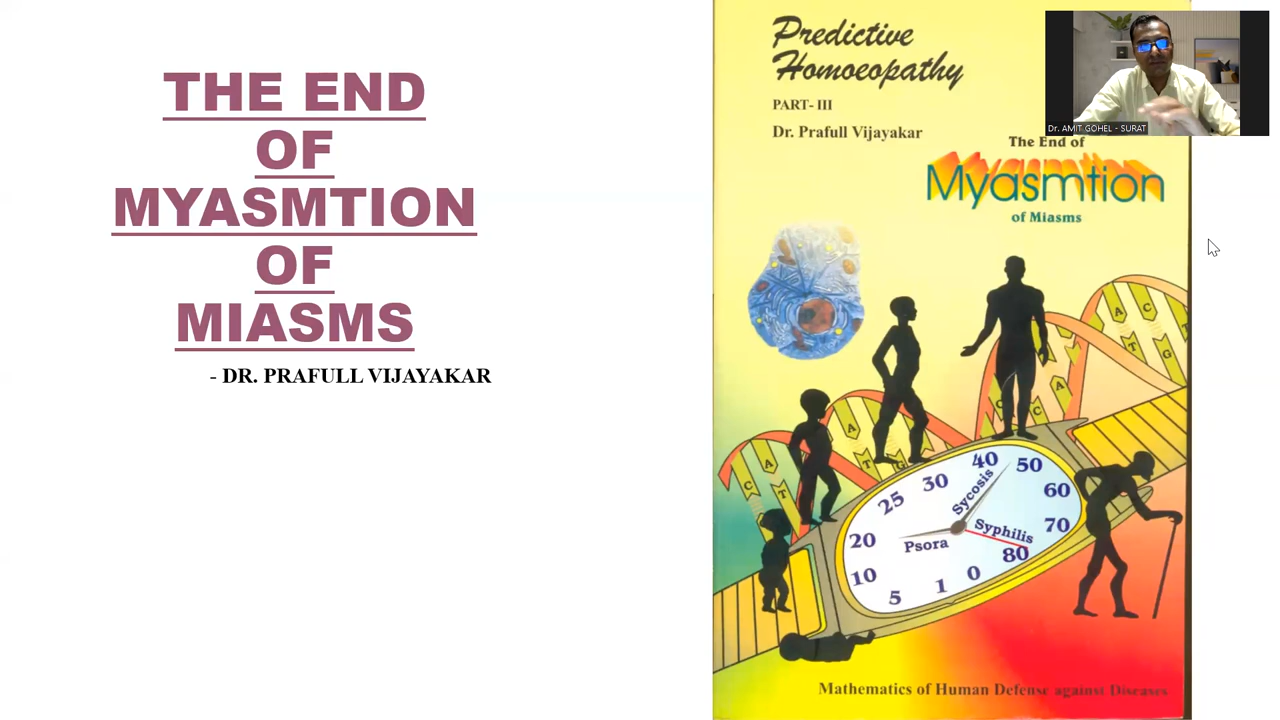 THE END
OF
MYASMTION
OF
MIASMS
- DR. PRAFULL VIJAYAKAR
Predictive
Homoeopathy
PART- III
Dr. Prafull Vijayakar
Dr. AMIT GOHEL - SURAT
The End of
Myasmtion
of Miasms
C
A
T
A
T
G
C
C
A
A
C
T
G
T
40
50
30
60
25
70
20
80
10
0
5
1
Sycosis
Psora
Syphilis
Mathematics of Human Defense against Diseases